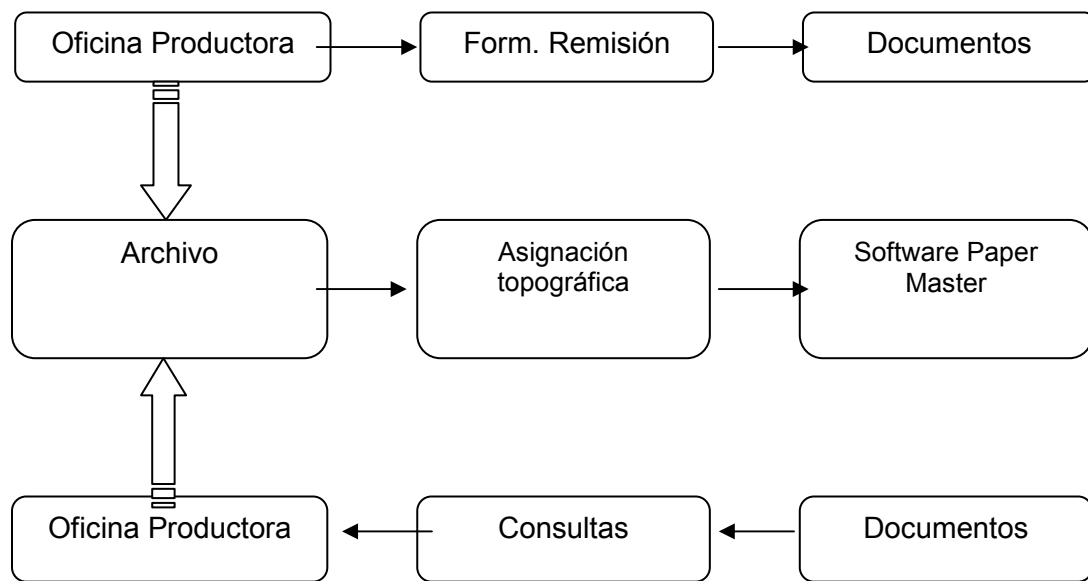 Oficina Productora
Form. Remisión
Documentos
Archivo
Asignación
topográfica
Software Paper
Master
Oficina Productora
Consultas
Documentos